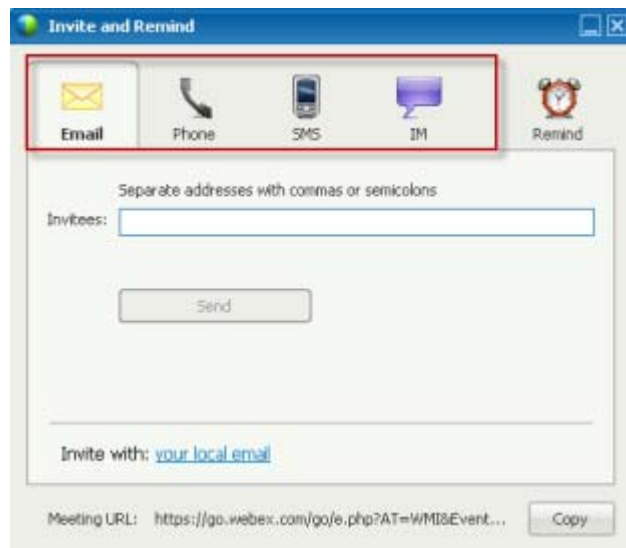 Invite and Remind
Email Phone SMS IM Remind
Separate addresses with commas or semicolons
Invitees:
Send
Invite with: your local email
Meeting URL: https://go.webex.com/go/e.php?AT=WMI&Event... Copy